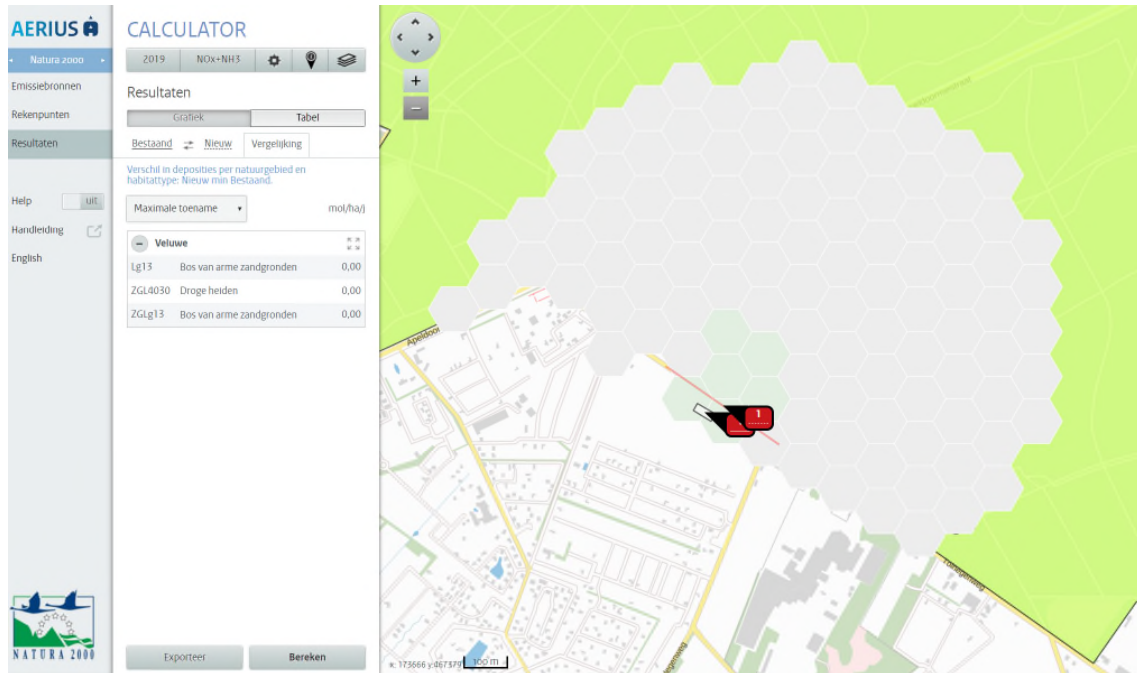 AERIUS
CALCULATOR
Natura 2000
2019
NOx+NH3
Emissiebronnen
Rekenpunten
Resultaten
Help
uit
Handleiding
English
Resultaten
Grafiek
Tabel
Bestaand
Nieuw
Vergelijking
Verschil in deposities per natuurgebied en
habitattype: Nieuw min Bestaand.
Maximale toename
mol/ha/j
Veluwe
Lg13 Bos van arme zandgronden 0,00
ZGL4030 Droge heiden 0,00
ZGLg13 Bos van arme zandgronden 0,00
Exporteer
Bereken
NATURA 2000
Apeldoor
1
x: 173666 y:467379
100 m